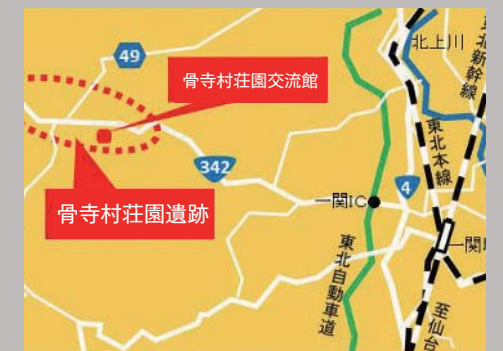 北上川
東北新幹線
49
骨寺村荘園交流館
東北本線
342
4
骨寺村荘園遺跡
一関IC
東北自動車道
一関
至仙台